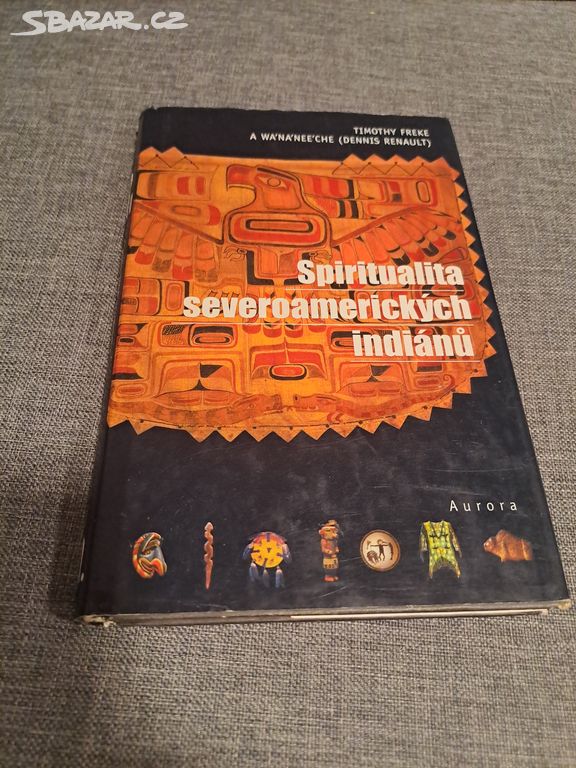 SBAZAR.CZ
TIMOTHY FREKE
A WA'NA'NEE'CHE (DENNIS RENAULT)
Spiritualita
severoamerických
indiánů
Aurora